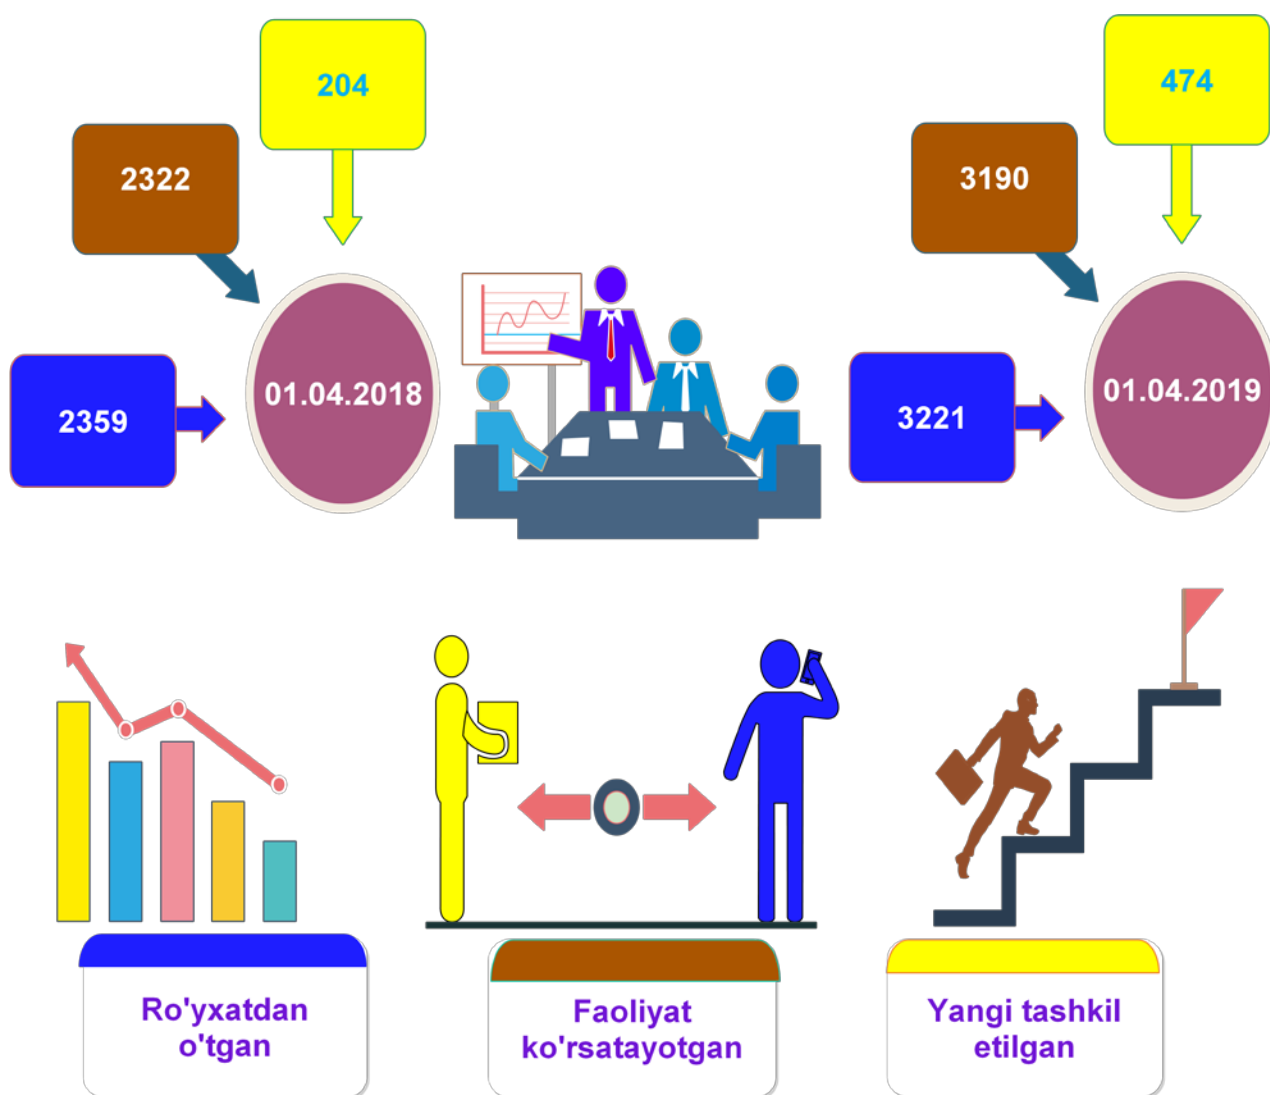 204
474
2322
3190
01.04.2018
01.04.2019
2359
3221
Ro'yxatdan
o'tgan
Faoliyat
ko'rsatayotgan
Yangi tashkil
etilgan